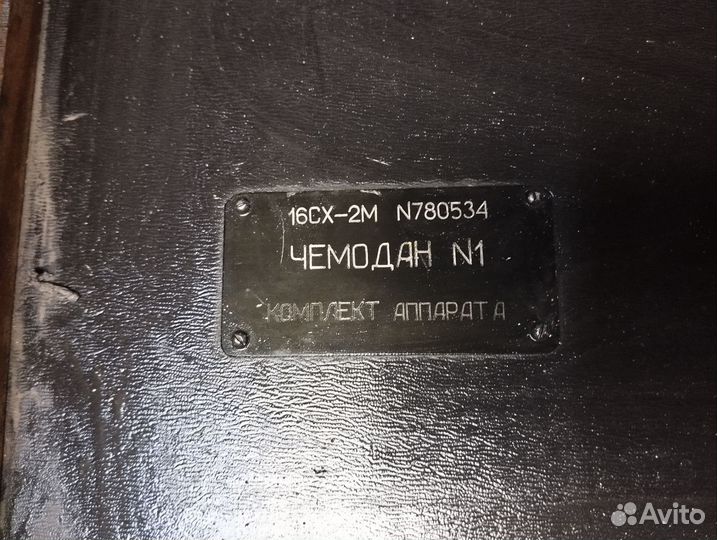 16СХ-2М N780534
ЧЕМОДАН N1
КОМПЛЕКТ АППАРАТА
Avito